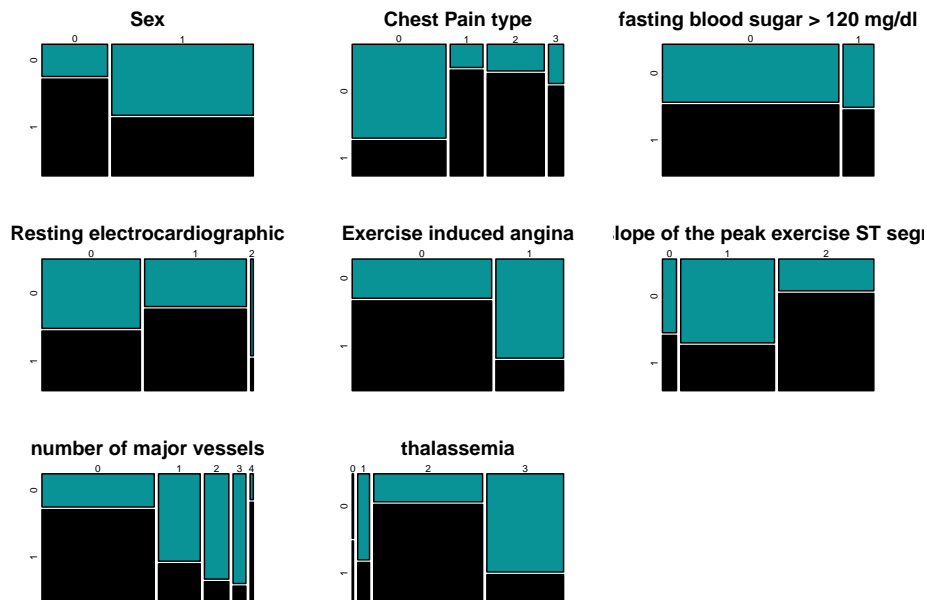 Sex
0 1
0
1
Chest Pain type
0 1 2 3
0
1
fasting blood sugar > 120 mg/dl
0 1
0
1
Resting electrocardiographic
0 1 2
0
1
Exercise induced angina
0 1
0
1
lope of the peak exercise ST seg
0 1 2
0
1
number of major vessels
0 1 2 3 4
0
1
thalassemia
0 1 2 3
0
1